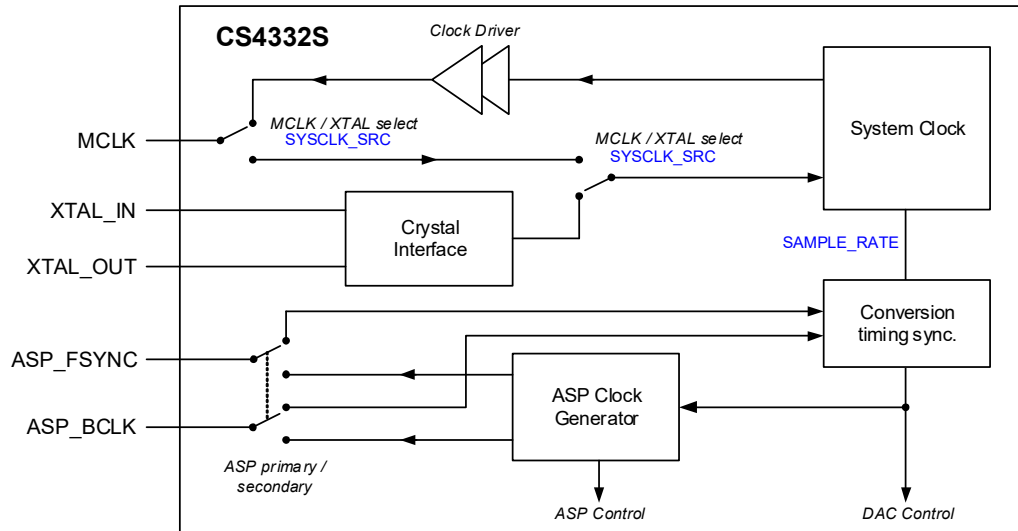 CS4332S
Clock Driver
MCLK
MCLK / XTAL select
SYSCLK_SRC
MCLK / XTAL select
SYSCLK_SRC
System Clock
XTAL_IN
XTAL_OUT
Crystal
Interface
SAMPLE_RATE
Conversion
timing sync.
ASP_FSYNC
ASP_BCLK
ASP Clock
Generator
ASP primary /
secondary
ASP Control
DAC Control